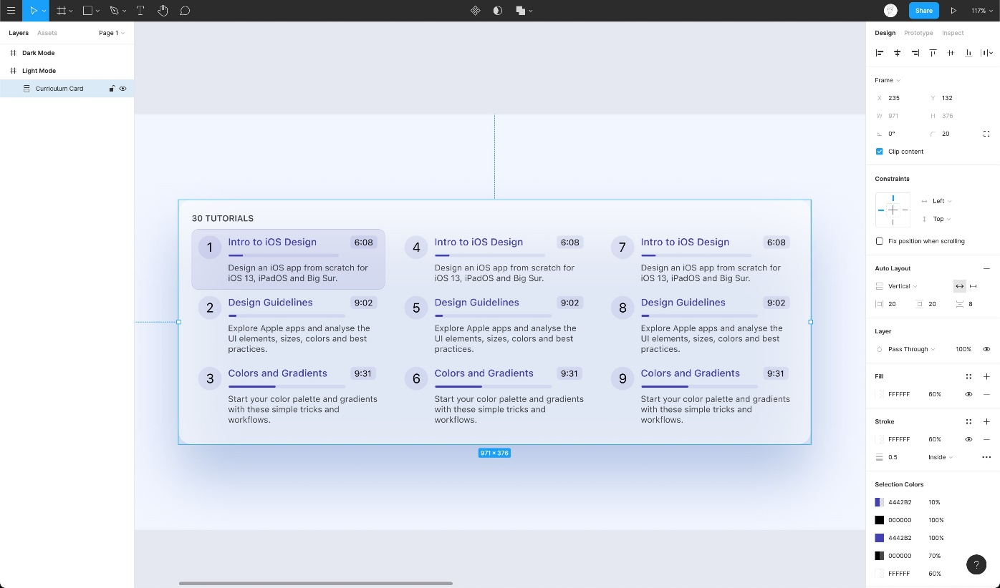 Share
117%
Layers Assets Page 1
Dark Mode
Light Mode
Curriculum Card
30 TUTORIALS
1
Intro to iOS Design
6:08
Design an iOS app from scratch for
iOS 13, iPadOS and Big Sur.
2
Design Guidelines
9:02
Explore Apple apps and analyse the
UI elements, sizes, colors and best
practices.
3
Colors and Gradients
9:31
Start your color palette and gradients
with these simple tricks and
workflows.
4
Intro to iOS Design
6:08
Design an iOS app from scratch for
iOS 13, iPadOS and Big Sur.
5
Design Guidelines
9:02
Explore Apple apps and analyse the
UI elements, sizes, colors and best
practices.
6
Colors and Gradients
9:31
Start your color palette and gradients
with these simple tricks and
workflows.
7
Intro to iOS Design
6:08
Design an iOS app from scratch for
iOS 13, iPadOS and Big Sur.
8
Design Guidelines
9:02
Explore Apple apps and analyse the
UI elements, sizes, colors and best
practices.
9
Colors and Gradients
9:31
Start your color palette and gradients
with these simple tricks and
workflows.
971 × 376
Design Prototype Inspect
Frame
X 235 Y 132
W 971 H 376
0° 20
Clip content
Constraints
Left
Top
Fix position when scrolling
Auto Layout
Vertical
20 20 8
Layer
Pass Through 100%
Fill
FFFFFF 60%
Stroke
FFFFFF 60%
0.5 Inside
Selection Colors
4442B2 10%
000000 100%
4442B2 100%
000000 70%
FFFFFF 60%
?